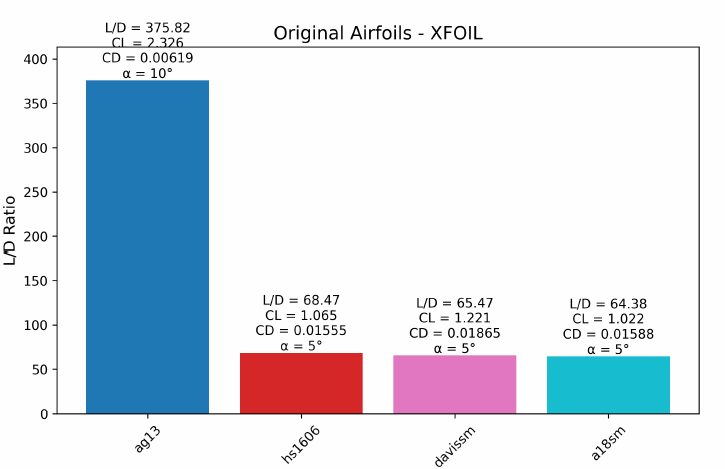 Original Airfoils - XFOIL
L/D = 375.82
CL = 2.326
CD = 0.00619
α = 10°
L/D = 68.47
CL = 1.065
CD = 0.01555
α = 5°
L/D = 65.47
CL = 1.221
CD = 0.01865
α = 5°
L/D = 64.38
CL = 1.022
CD = 0.01588
α = 5°
L/D Ratio
400
350
300
250
200
150
100
50
0
ag13
hs1606
davissm
a18sm